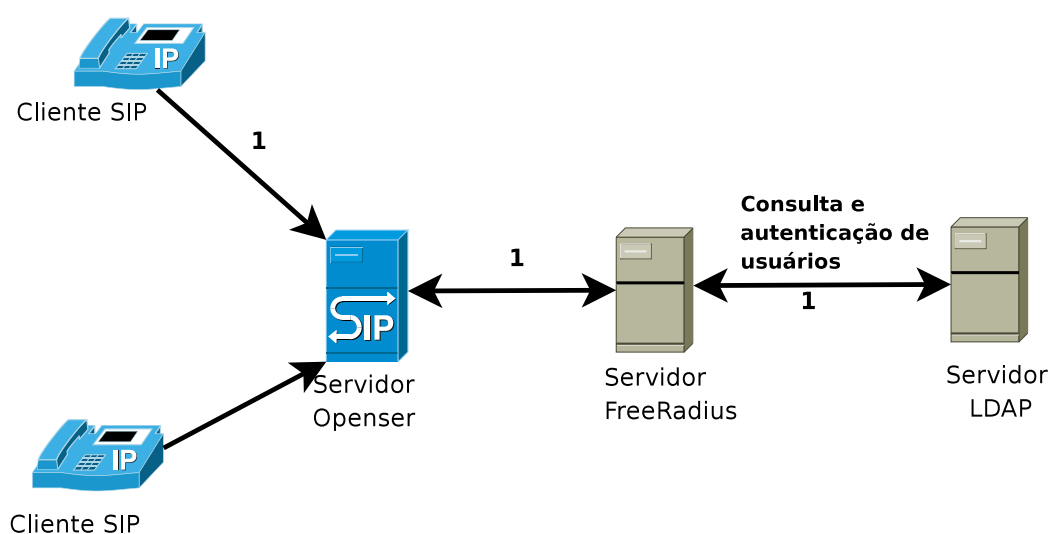 IP
Cliente SIP
1
Consulta e
autenticação de
usuários
1
1
SIP
Servidor
Openser
Servidor
FreeRadius
Servidor
LDAP
IP
Cliente SIP